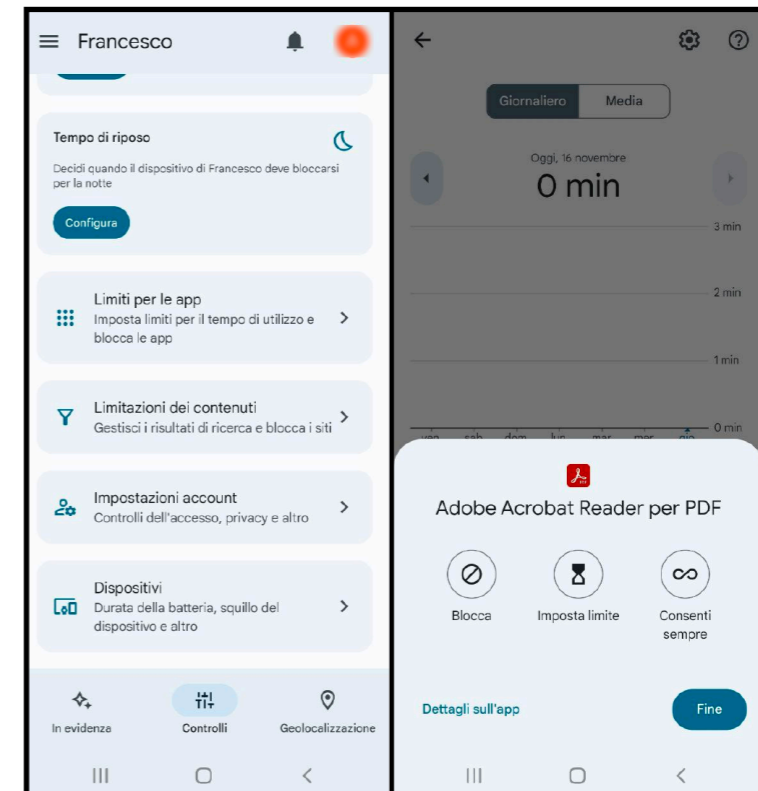 Francesco
Tempo di riposo
Decidi quando il dispositivo di Francesco deve bloccarsi
per la notte
Configura
Limiti per le app
Imposta limiti per il tempo di utilizzo e
blocca le app
Limitazioni dei contenuti
Gestisci i risultati di ricerca e blocca i siti
Impostazioni account
Controlli dell'accesso, privacy e altro
Dispositivi
Durata della batteria, squillo del
dispositivo e altro
In evidenza
Controlli
Geolocalizzazione
Giornaliero
Media
Oggi, 16 novembre
0 min
3 min
2 min
1 min
0 min
ven sab dom lun mar mer gio
Adobe Acrobat Reader per PDF
Blocca
Imposta limite
Consenti
sempre
Dettagli sull'app
Fine